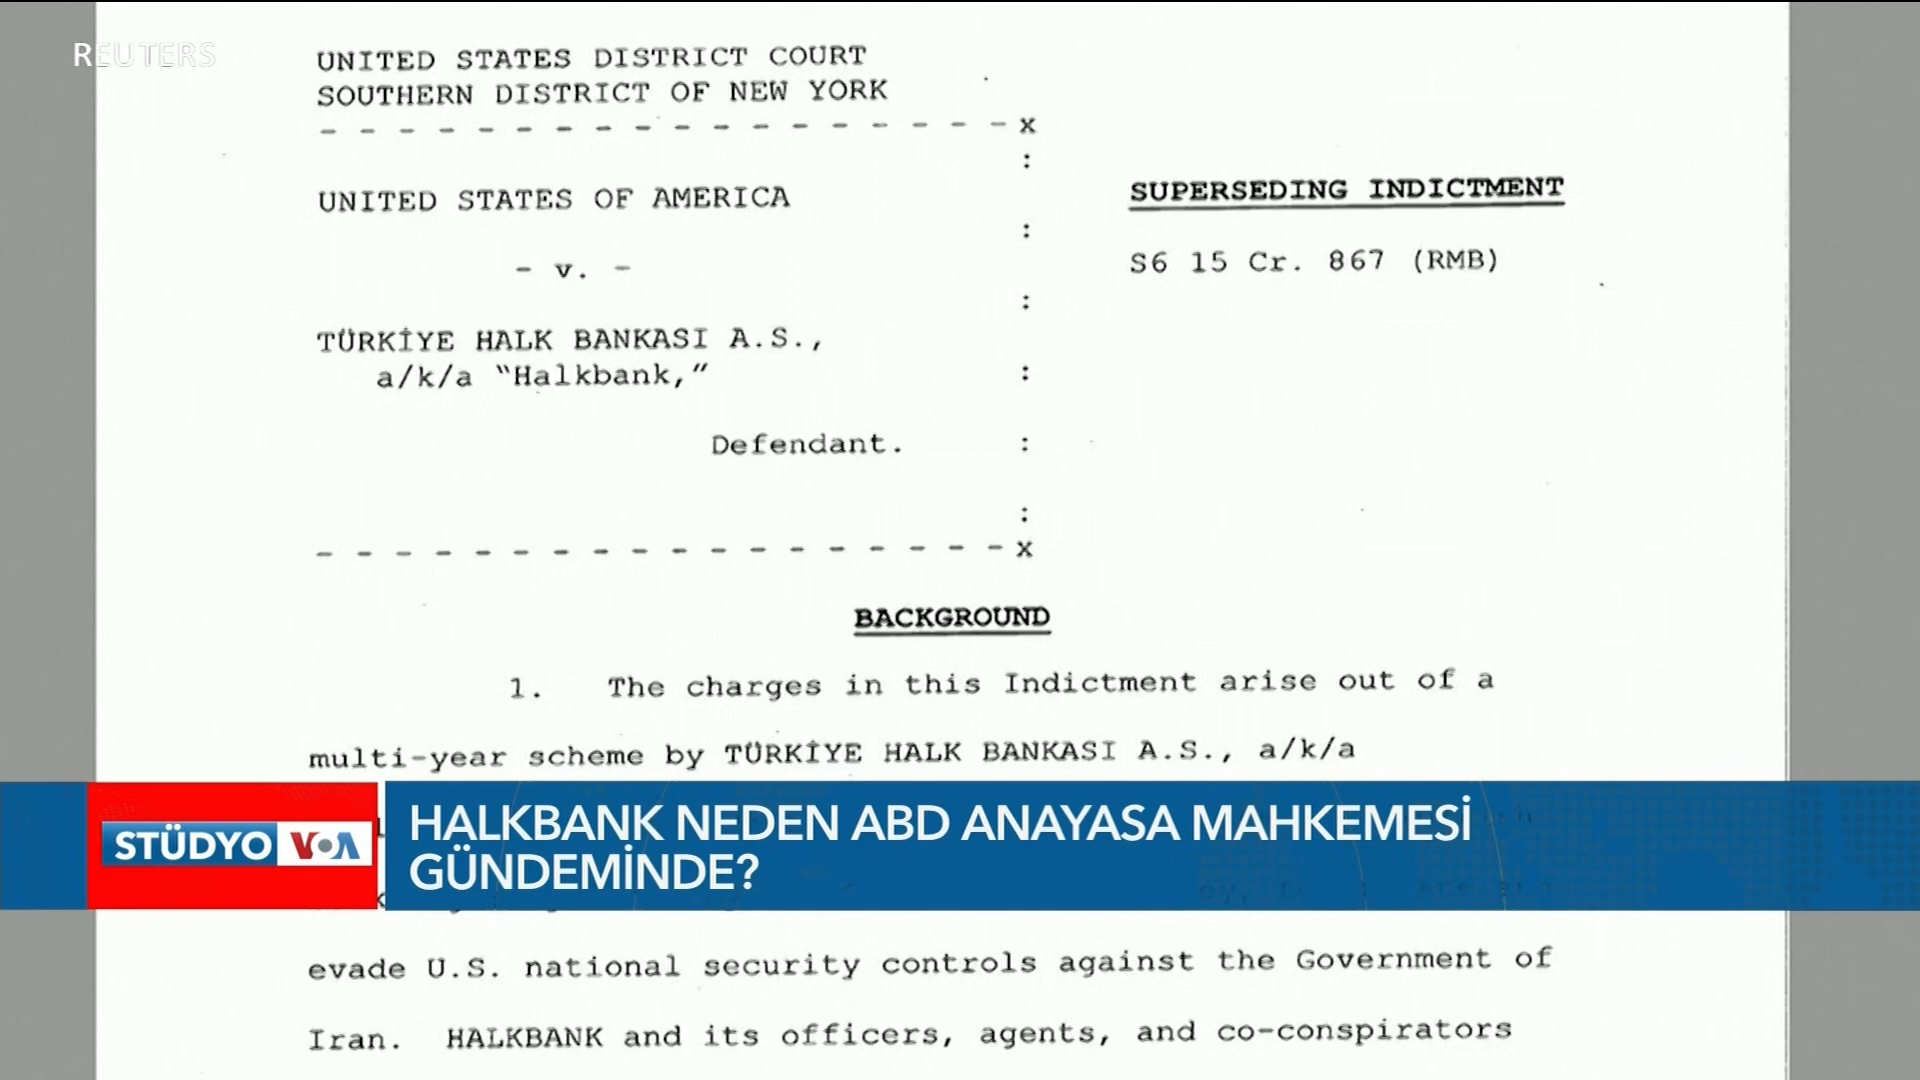 REUTERS
UNITED STATES DISTRICT COURT
SOUTHERN DISTRICT OF NEW YORK
- - - - - - - - - - - - - - - - - - x
:
UNITED STATES OF AMERICA
SUPERSEDING INDICTMENT
:
- v. -
S6 15 Cr. 867 (RMB)
:
TÜRKİYE HALK BANKASI A.S.,
a/k/a "Halkbank,"
:
Defendant.
:
:
- - - - - - - - - - - - - - - - - - x
BACKGROUND
1. The charges in this Indictment arise out of a
multi-year scheme by TÜRKİYE HALK BANKASI A.S., a/k/a
STÜDYO VOA
HALKBANK NEDEN ABD ANAYASA MAHKEMESİ
GÜNDEMİNDE?
evade U.S. national security controls against the Government of
Iran. HALKBANK and its officers, agents, and co-conspirators